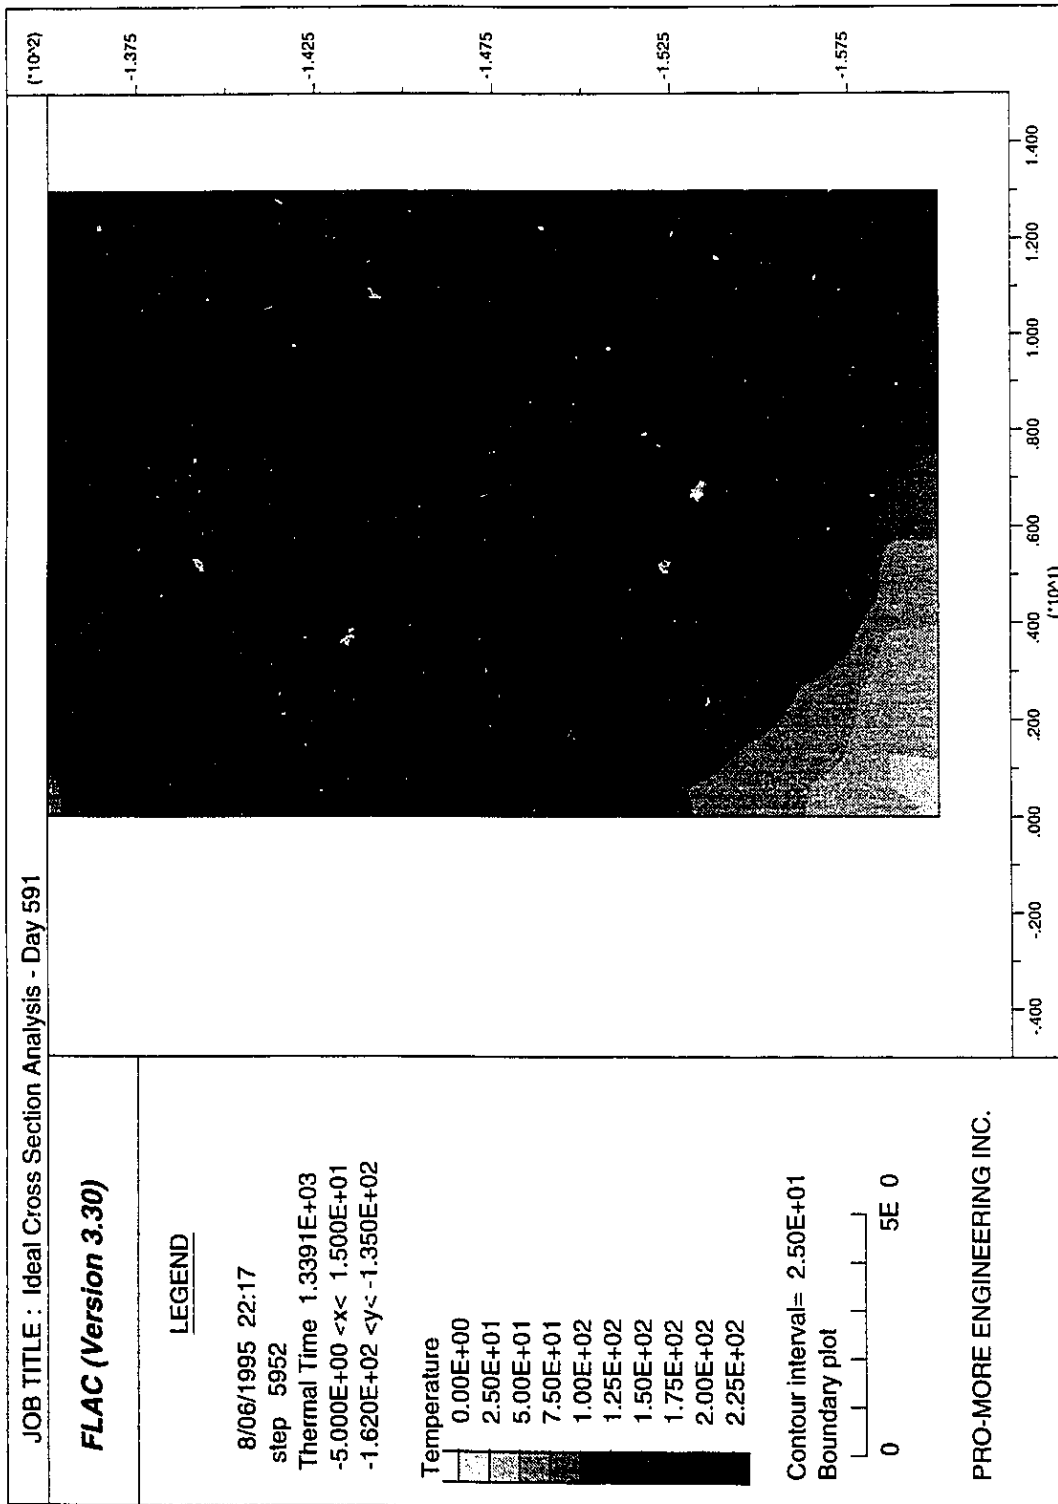 JOB TITLE : Ideal Cross Section Analysis - Day 591
(*10^2)
FLAC (Version 3.30)
LEGEND
8/06/1995 22:17
step 5952
Thermal Time 1.3391E+03
-5.000E+00 <x< 1.500E+01
-1.620E+02 <y< -1.350E+02
Temperature
0.00E+00
2.50E+01
5.00E+01
7.50E+01
1.00E+02
1.25E+02
1.50E+02
1.75E+02
2.00E+02
2.25E+02
Contour interval= 2.50E+01
Boundary plot
0 5E 0
PRO-MORE ENGINEERING INC.
-1.375
-1.425
-1.475
-1.525
-1.575
-.400 -.200 .000 .200 .400 .600 .800 1.000 1.200 1.400
(*10^1)